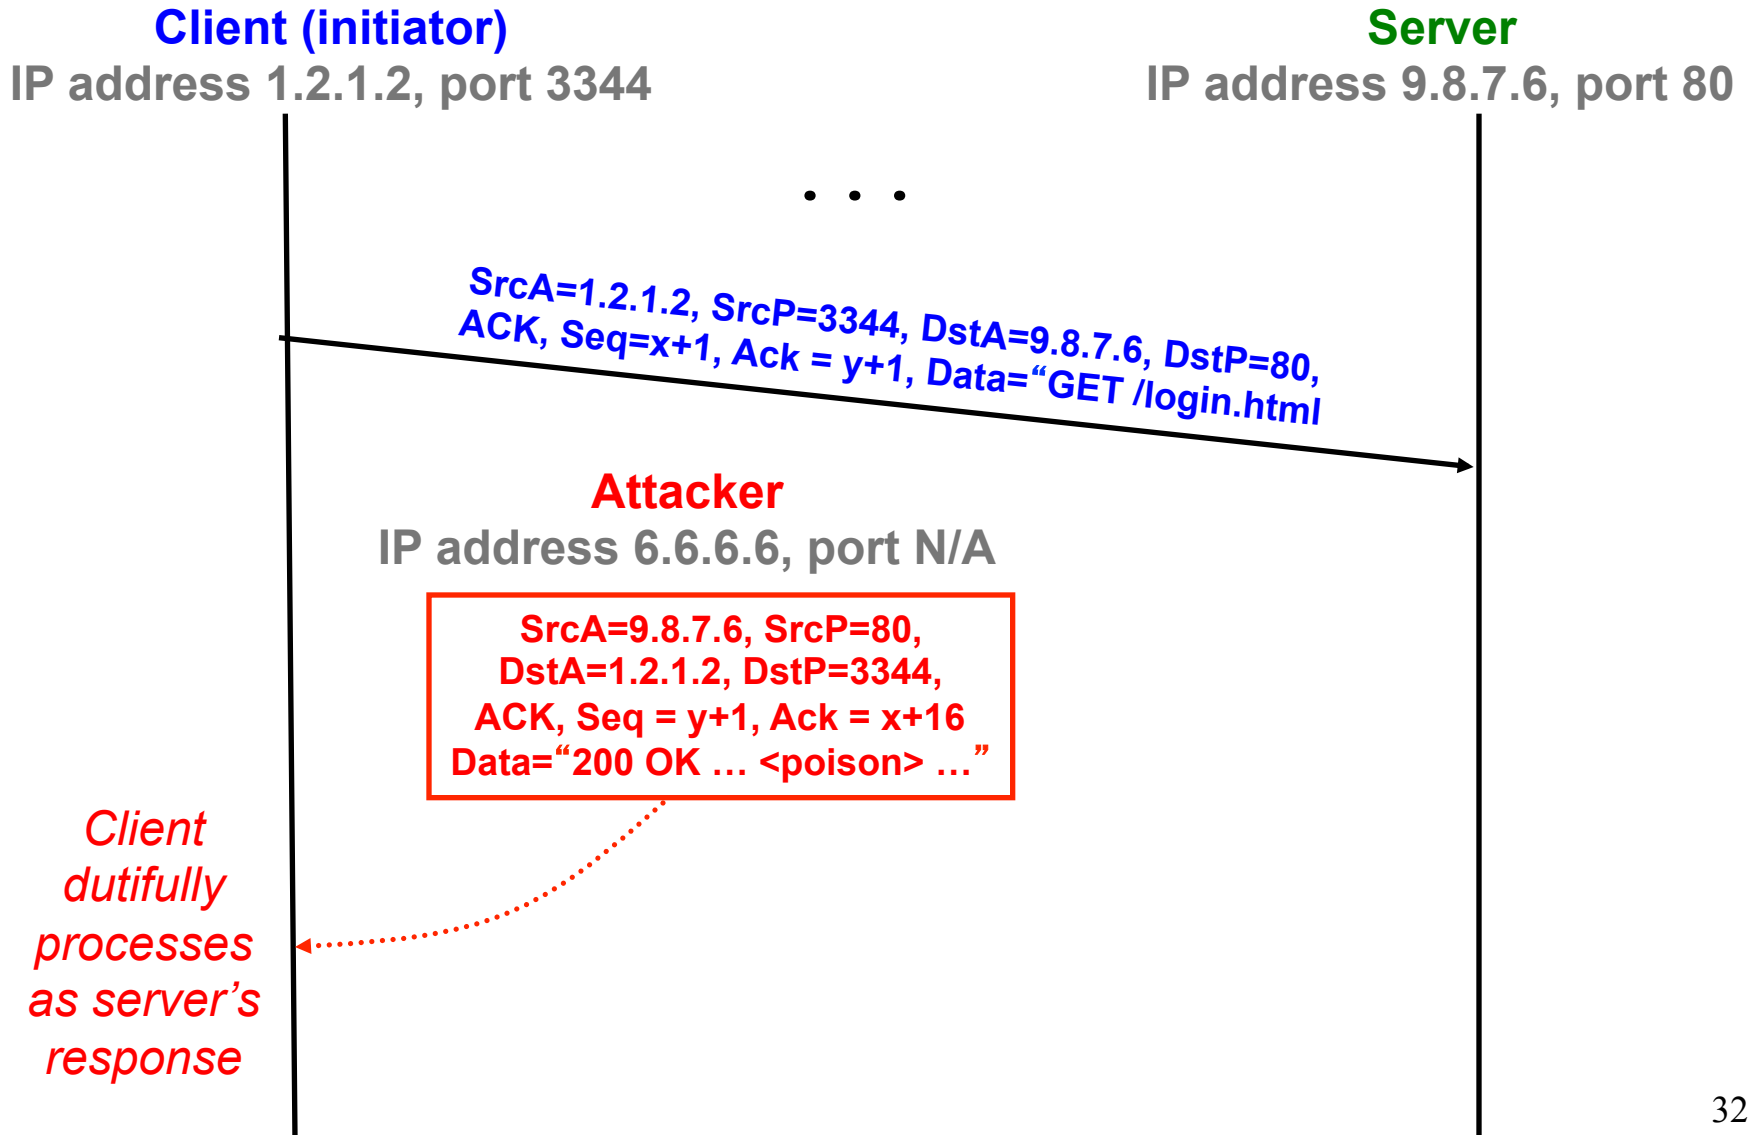 Client (initiator)
IP address 1.2.1.2, port 3344
Server
IP address 9.8.7.6, port 80
. . .
SrcA=1.2.1.2, SrcP=3344, DstA=9.8.7.6, DstP=80,
ACK, Seq=x+1, Ack = y+1, Data=“GET /login.html
Attacker
IP address 6.6.6.6, port N/A
SrcA=9.8.7.6, SrcP=80,
DstA=1.2.1.2, DstP=3344,
ACK, Seq = y+1, Ack = x+16
Data=“200 OK … <poison> …”
Client
dutifully
processes
as server’s
response
32